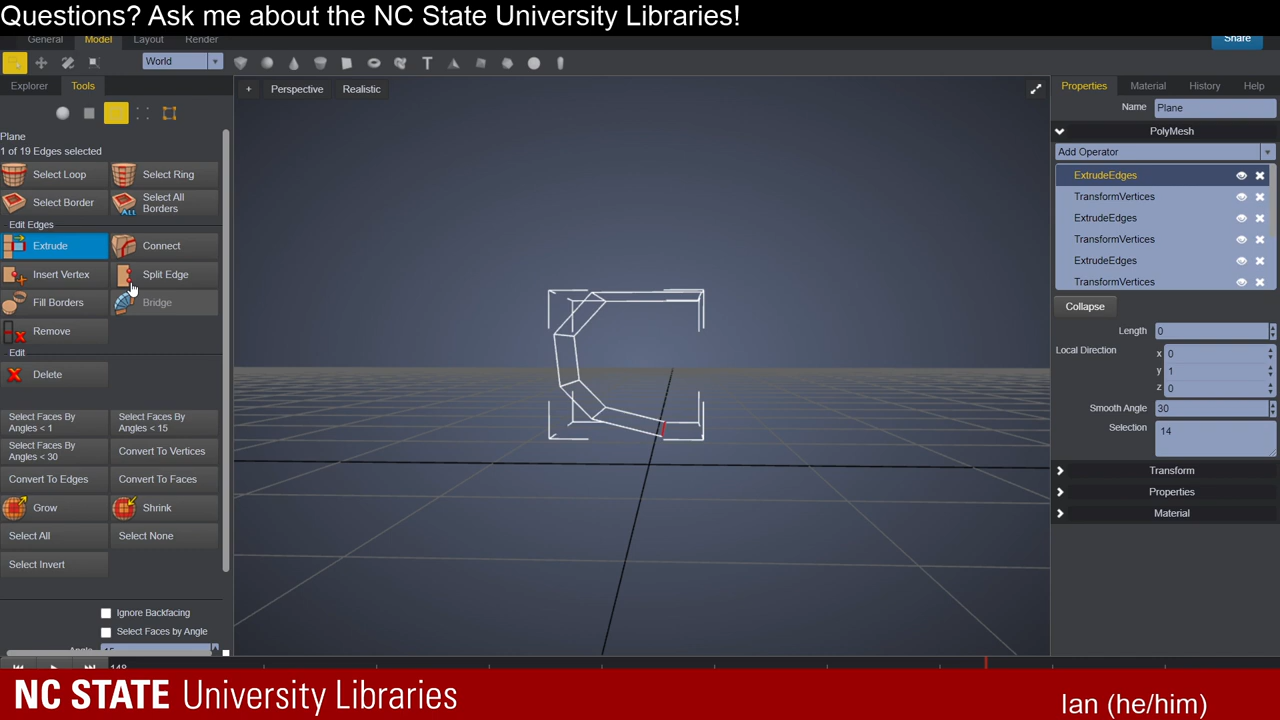 Questions? Ask me about the NC State University Libraries!
General Model Layout Render Share
World
Explorer Tools
+ Perspective Realistic
Properties Material History Help
Name Plane
Plane
1 of 19 Edges selected
Select Loop Select Ring
Select Border Select All Borders
ALL
Edit Edges
Extrude Connect
Insert Vertex Split Edge
Fill Borders Bridge
Remove
Edit
Delete
Select Faces By Angles < 1 Select Faces By Angles < 15
Select Faces By Angles < 30 Convert To Vertices
Convert To Edges Convert To Faces
Grow Shrink
Select All Select None
Select Invert
Ignore Backfacing
Select Faces by Angle
PolyMesh
Add Operator
ExtrudeEdges
TransformVertices
ExtrudeEdges
TransformVertices
ExtrudeEdges
TransformVertices
Collapse
Length 0
Local Direction x 0
y 1
z 0
Smooth Angle 30
Selection 14
Transform
Properties
Material
148
NC STATE University Libraries
Ian (he/him)